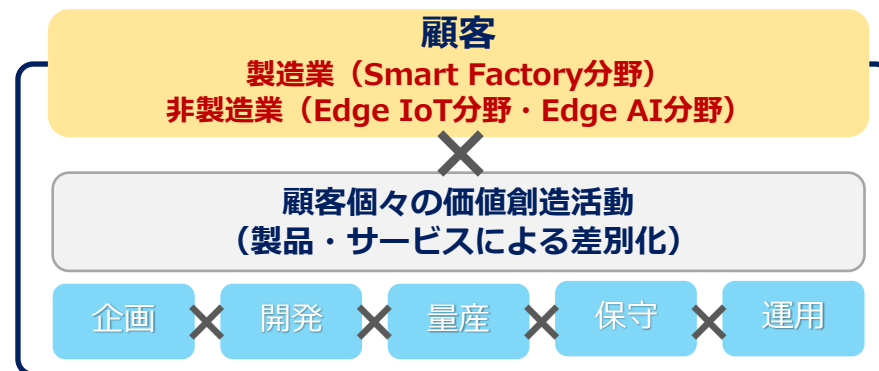 顧客
製造業（Smart Factory分野）
非製造業（Edge IoT分野・Edge AI分野）
×
顧客個々の価値創造活動
（製品・サービスによる差別化）
企画×開発×量産×保守×運用